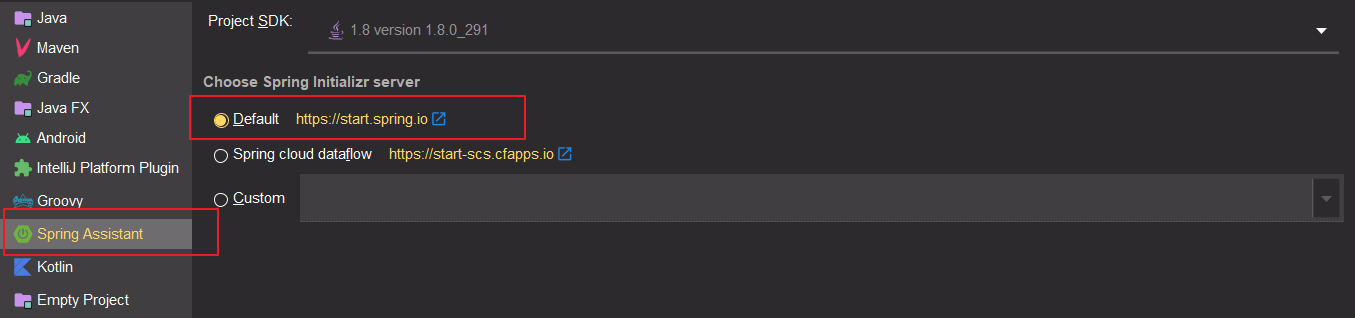 Java
Maven
Gradle
Java FX
Android
IntelliJ Platform Plugin
Groovy
Spring Assistant
Kotlin
Empty Project
Project SDK:
1.8 version 1.8.0_291
Choose Spring Initializr server
Default https://start.spring.io
Spring cloud dataflow https://start-scs.cfapps.io
Custom